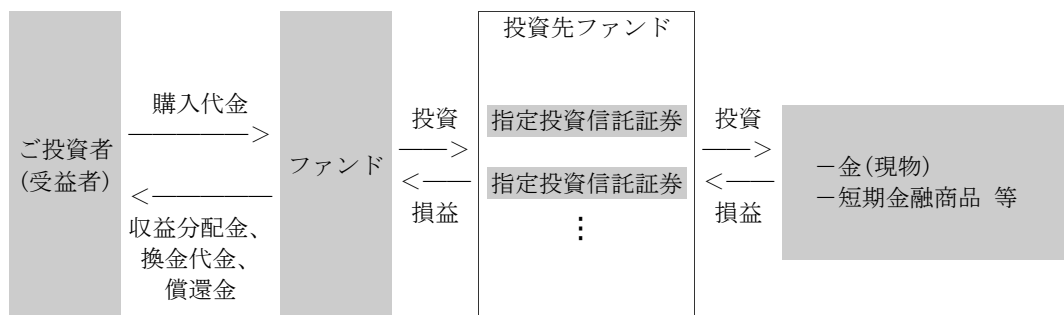 ご投資者
(受益者)
購入代金
――――――>
<――――――
収益分配金、
換金代金、
償還金
ファンド
投資
――>
<――
損益
投資先ファンド
指定投資信託証券
指定投資信託証券
⋮
投資
――>
<――
損益
－金(現物)
－短期金融商品 等